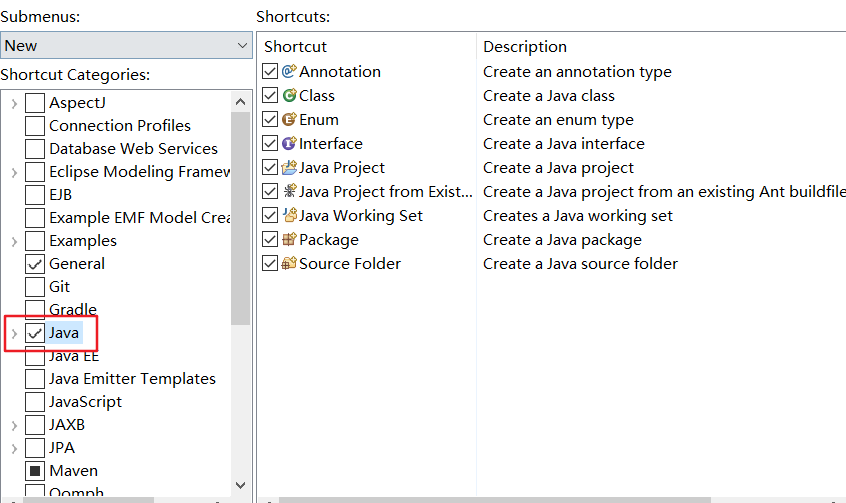 Submenus:
New
Shortcut Categories:
AspectJ
Connection Profiles
Database Web Services
Eclipse Modeling Framew
EJB
Example EMF Model Crea
Examples
General
Git
Gradle
Java
Java EE
Java Emitter Templates
JavaScript
JAXB
JPA
Maven
Oomph
Shortcuts:
Shortcut Description
Annotation Create an annotation type
Class Create a Java class
Enum Create an enum type
Interface Create a Java interface
Java Project Create a Java project
Java Project from Exist... Create a Java project from an existing Ant buildfile
Java Working Set Creates a Java working set
Package Create a Java package
Source Folder Create a Java source folder